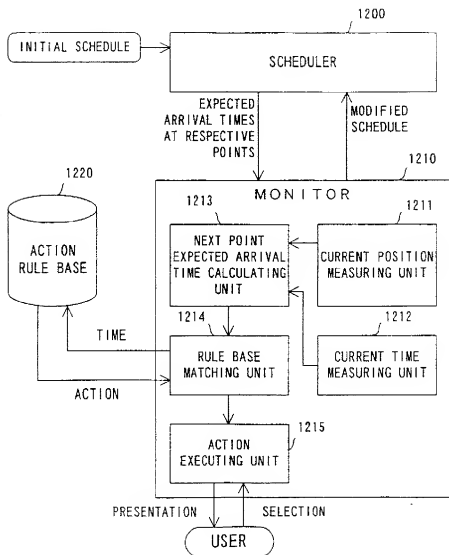 1200
INITIAL SCHEDULE
SCHEDULER
EXPECTED
ARRIVAL TIMES
AT RESPECTIVE
POINTS
MODIFIED
SCHEDULE
1210
1220
MONITOR
1213
1211
ACTION
RULE BASE
NEXT POINT
EXPECTED ARRIVAL
TIME CALCULATING
UNIT
CURRENT POSITION
MEASURING UNIT
1214
1212
TIME
RULE BASE
MATCHING UNIT
CURRENT TIME
MEASURING UNIT
ACTION
1215
ACTION
EXECUTING UNIT
PRESENTATION
SELECTION
USER